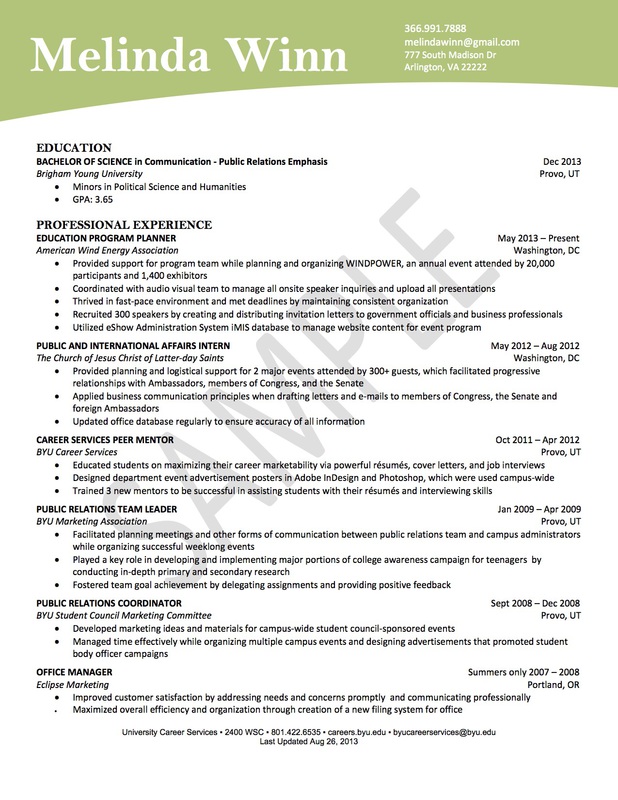 Melinda Winn
366.991.7888
melindawinn@gmail.com
777 South Madison Dr
Arlington, VA 22222
EDUCATION
BACHELOR OF SCIENCE in Communication - Public Relations Emphasis Dec 2013
Brigham Young University Provo, UT
• Minors in Political Science and Humanities
• GPA: 3.65
PROFESSIONAL EXPERIENCE
EDUCATION PROGRAM PLANNER May 2013 – Present
American Wind Energy Association Washington, DC
• Provided support for program team while planning and organizing WINDPOWER, an annual event attended by 20,000
participants and 1,400 exhibitors
• Coordinated with audio visual team to manage all onsite speaker inquiries and upload all presentations
• Thrived in fast-pace environment and met deadlines by maintaining consistent organization
• Recruited 300 speakers by creating and distributing invitation letters to government officials and business professionals
• Utilized eShow Administration System iMIS database to manage website content for event program
PUBLIC AND INTERNATIONAL AFFAIRS INTERN May 2012 – Aug 2012
The Church of Jesus Christ of Latter-day Saints Washington, DC
• Provided planning and logistical support for 2 major events attended by 300+ guests, which facilitated progressive
relationships with Ambassadors, members of Congress, and the Senate
• Applied business communication principles when drafting letters and e-mails to members of Congress, the Senate and
foreign Ambassadors
• Updated office database regularly to ensure accuracy of all information
CAREER SERVICES PEER MENTOR Oct 2011 – Apr 2012
BYU Career Services Provo, UT
• Educated students on maximizing their career marketability via powerful résumés, cover letters, and job interviews
• Designed department event advertisement posters in Adobe InDesign and Photoshop, which were used campus-wide
• Trained 3 new mentors to be successful in assisting students with their résumés and interviewing skills
PUBLIC RELATIONS TEAM LEADER Jan 2009 – Apr 2009
BYU Marketing Association Provo, UT
• Facilitated planning meetings and other forms of communication between public relations team and campus administrators
while organizing successful weeklong events
• Played a key role in developing and implementing major portions of college awareness campaign for teenagers by
conducting in-depth primary and secondary research
• Fostered team goal achievement by delegating assignments and providing positive feedback
PUBLIC RELATIONS COORDINATOR Sept 2008 – Dec 2008
BYU Student Council Marketing Committee Provo, UT
• Developed marketing ideas and materials for campus-wide student council-sponsored events
• Managed time effectively while organizing multiple campus events and designing advertisements that promoted student
body officer campaigns
OFFICE MANAGER Summers only 2007 – 2008
Eclipse Marketing Portland, OR
• Improved customer satisfaction by addressing needs and concerns promptly and communicating professionally
• Maximized overall efficiency and organization through creation of a new filing system for office
University Career Services • 2400 WSC • 801.422.6535 • careers.byu.edu • byucareerservices@byu.edu
Last Updated Aug 26, 2013
SAMPLE